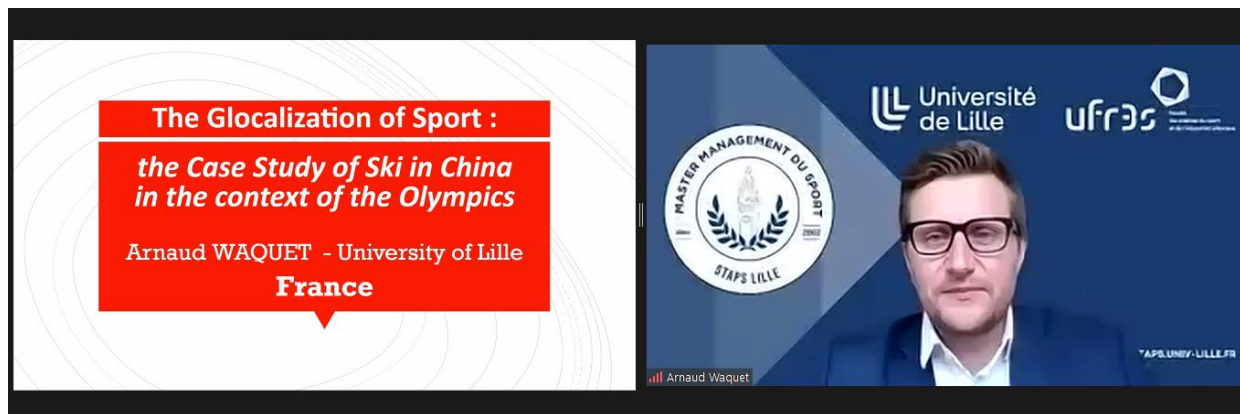 The Glocalization of Sport :
the Case Study of Ski in China
in the context of the Olympics
Arnaud WAQUET - University of Lille
France
Université
de Lille
ufr3s
MASTER MANAGEMENT DU SPORT
STAPS LILLE
TAPS.UNIV-LILLE.FR
Arnaud Waquet